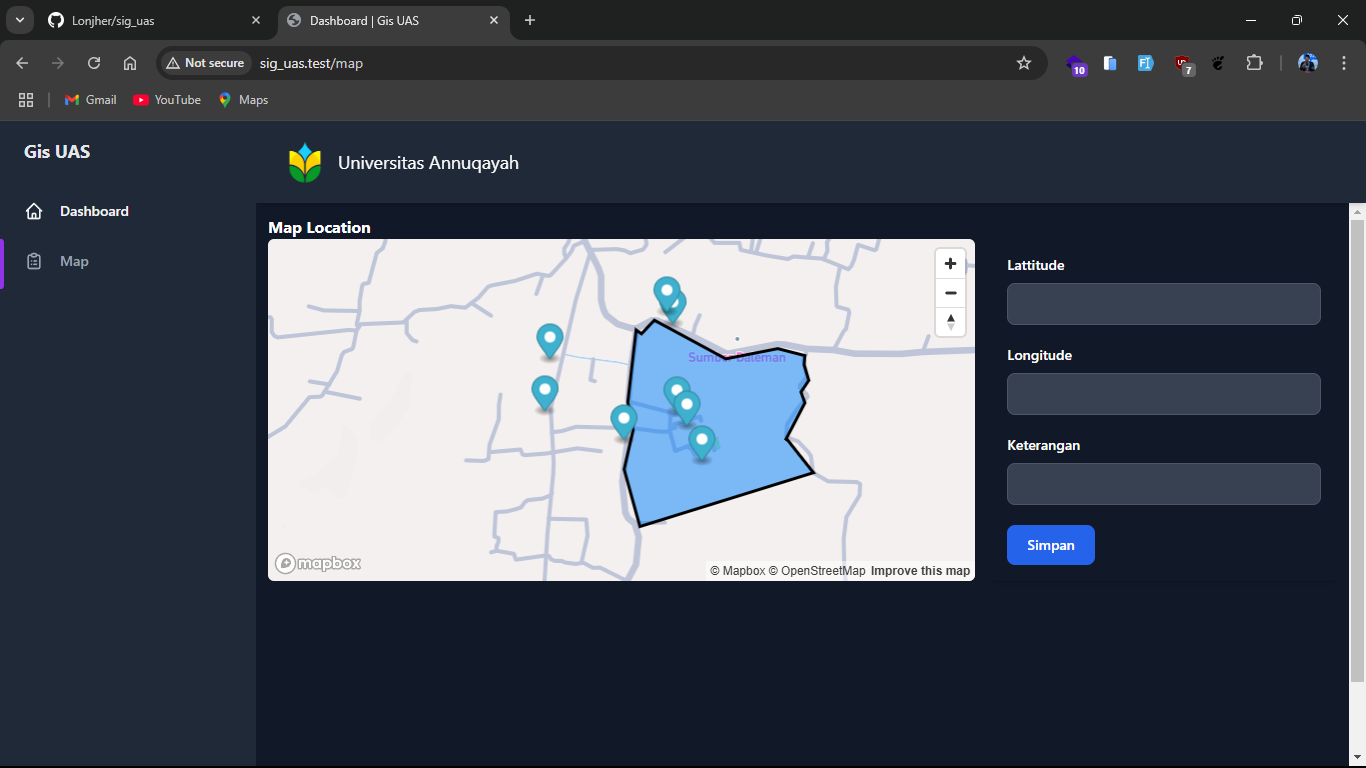 Lonjher/sig_uas
Dashboard | Gis UAS
Not secure
sig_uas.test/map
10
7
Gmail
YouTube
Maps
Gis UAS
Universitas Annuqayah
Dashboard
Map
Map Location
Sumber Dateman
mapbox
© Mapbox © OpenStreetMap Improve this map
Lattitude
Longitude
Keterangan
Simpan